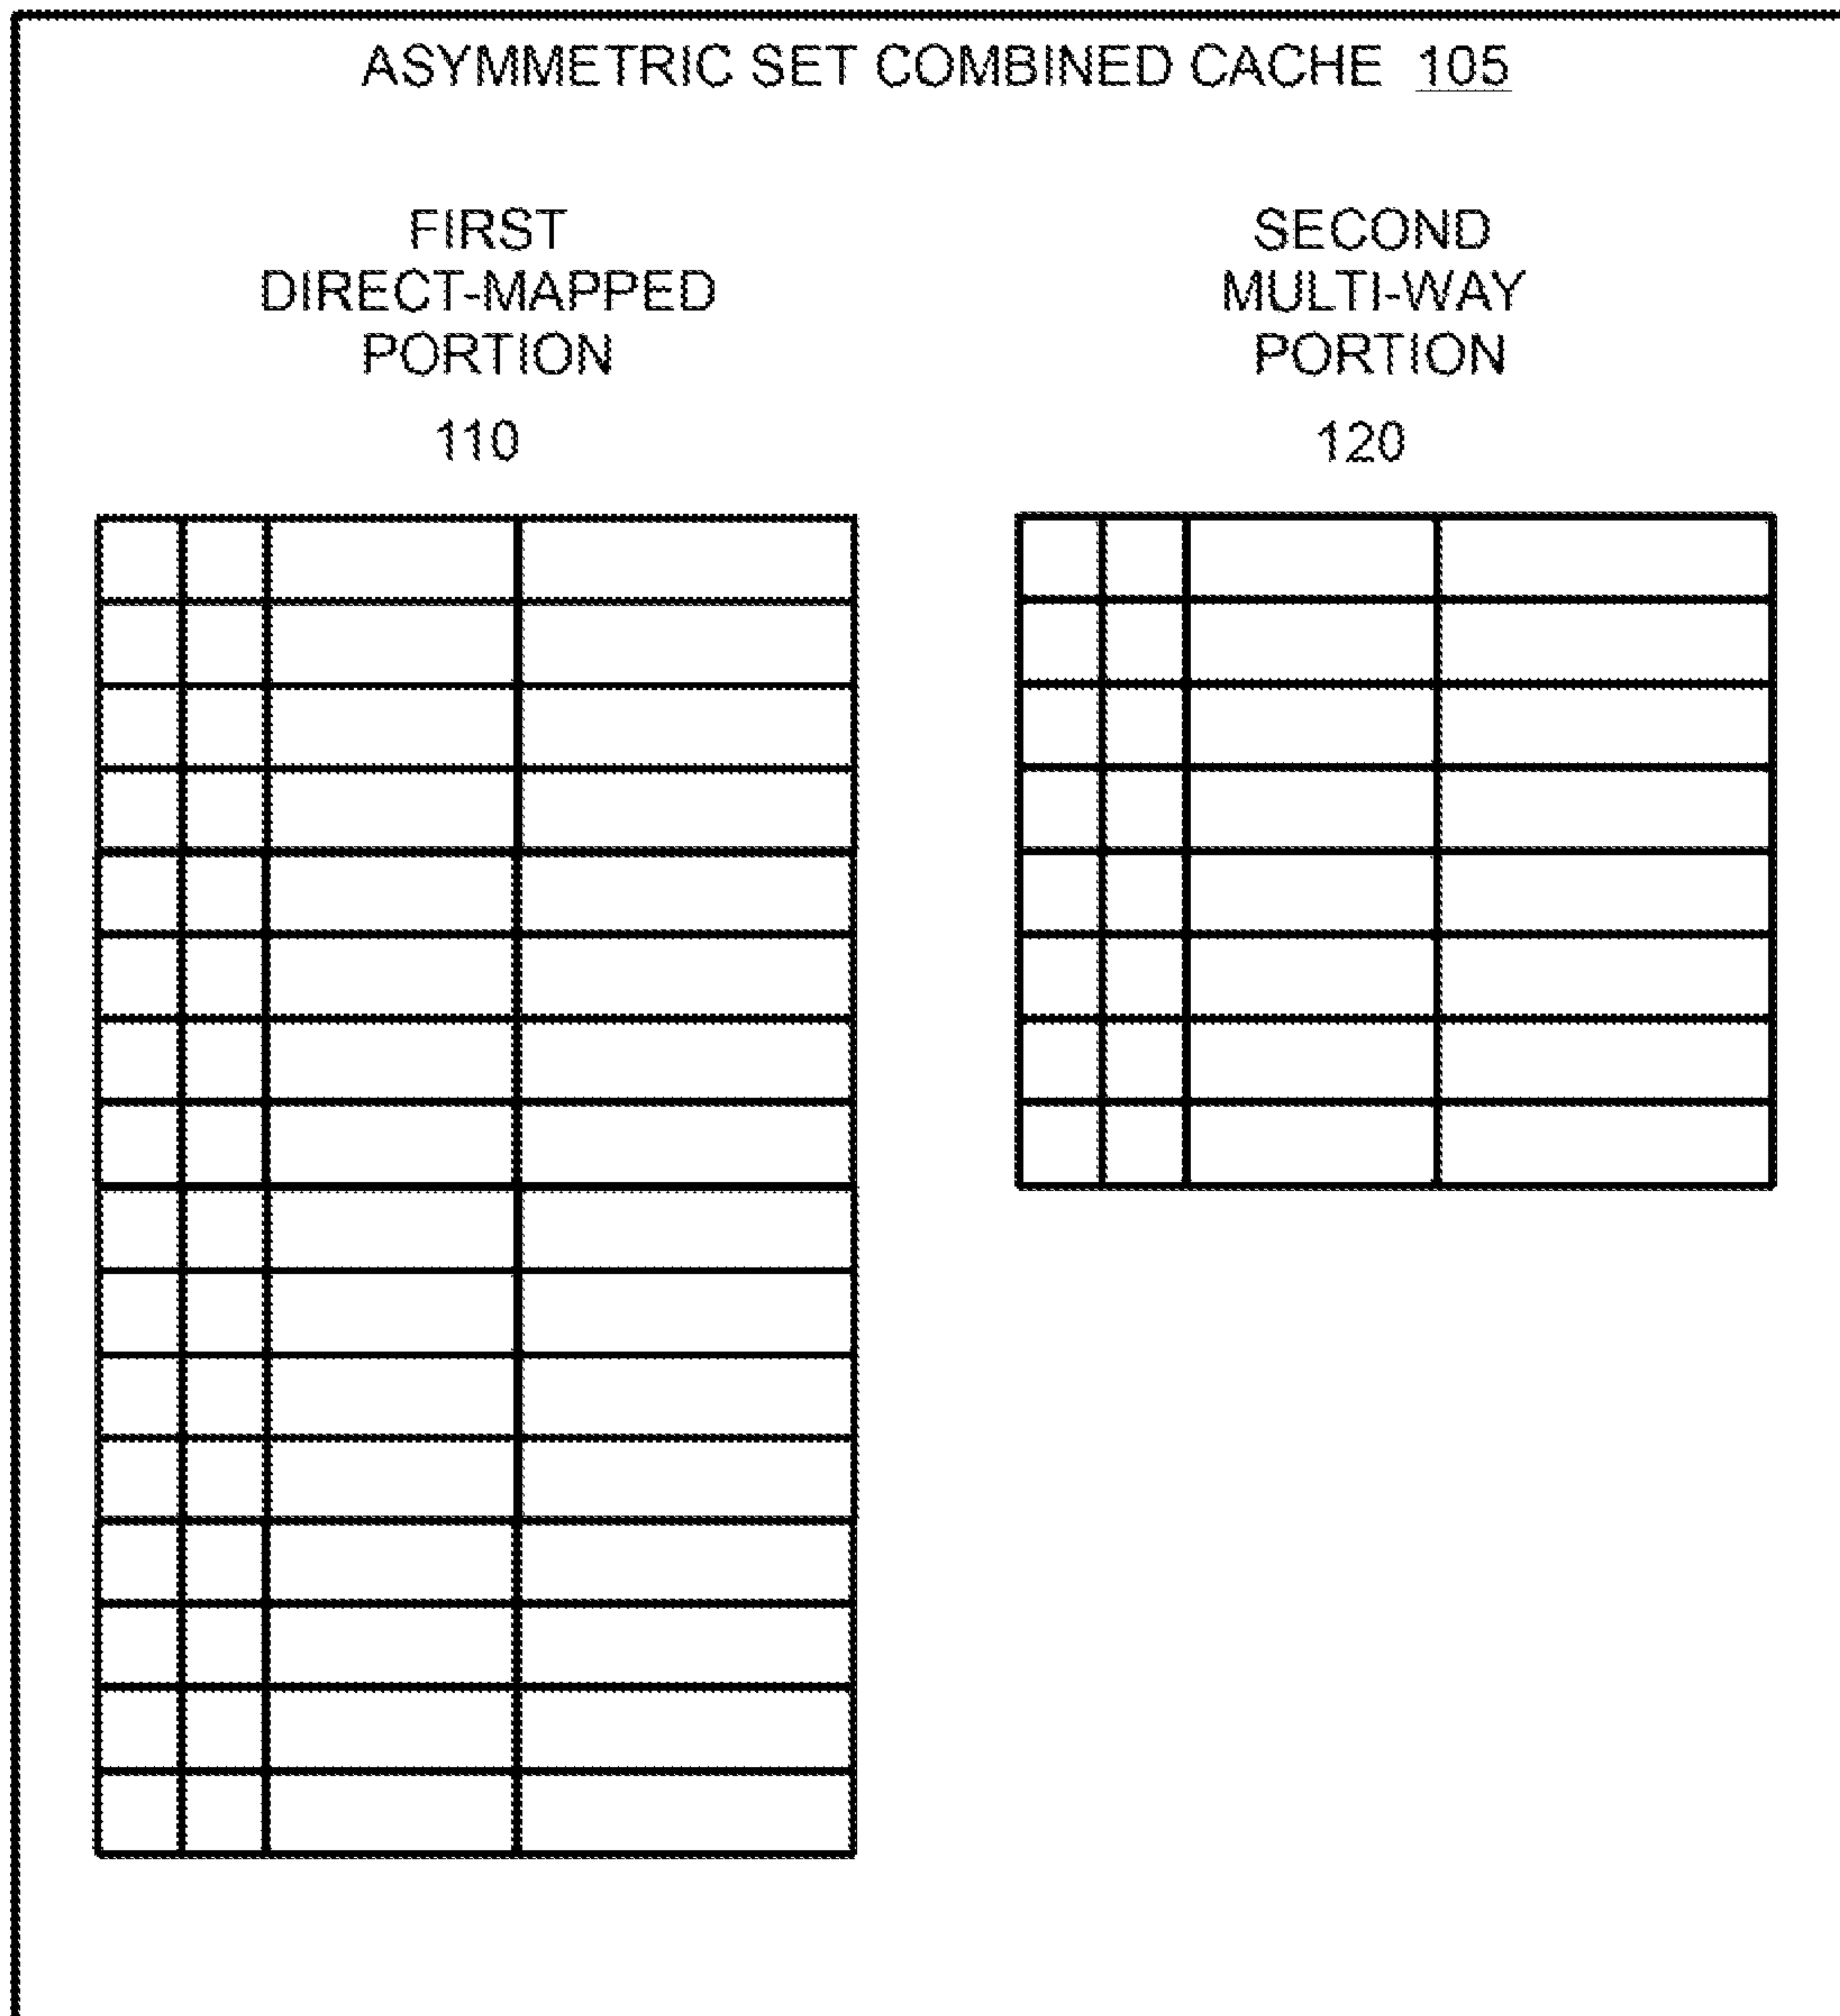 ASYMMETRIC SET COMBINED CACHE 105
FIRST
DIRECT-MAPPED
PORTION
110
SECOND
MULTI-WAY
PORTION
120